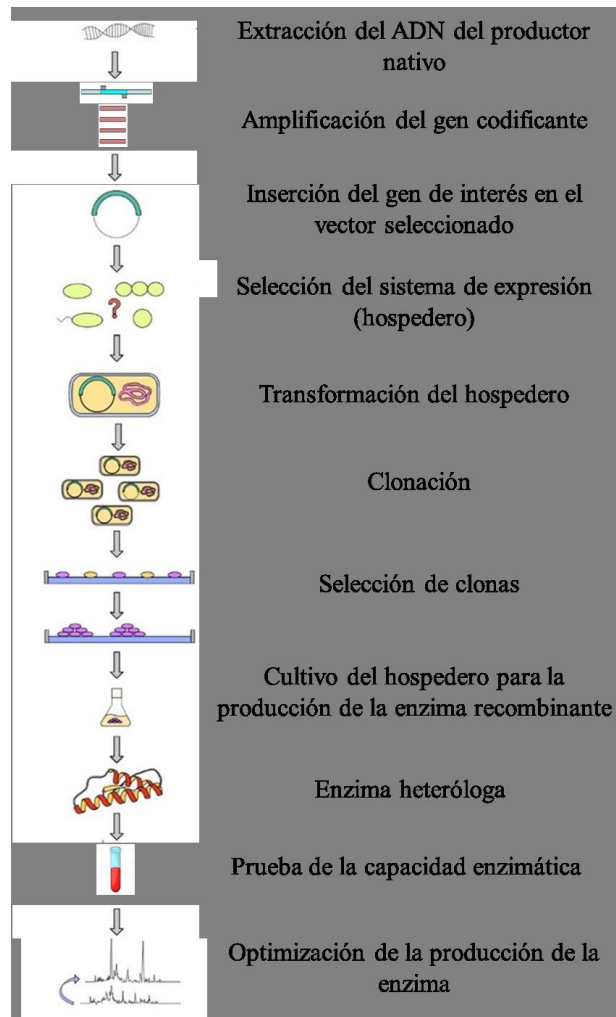 Extracción del ADN del productor
nativo
Amplificación del gen codificante
Inserción del gen de interés en el
vector seleccionado
?
Selección del sistema de expresión
(hospedero)
Transformación del hospedero
Clonación
Selección de clonas
Cultivo del hospedero para la
producción de la enzima recombinante
Enzima heteróloga
Prueba de la capacidad enzimática
Optimización de la producción de la
enzima